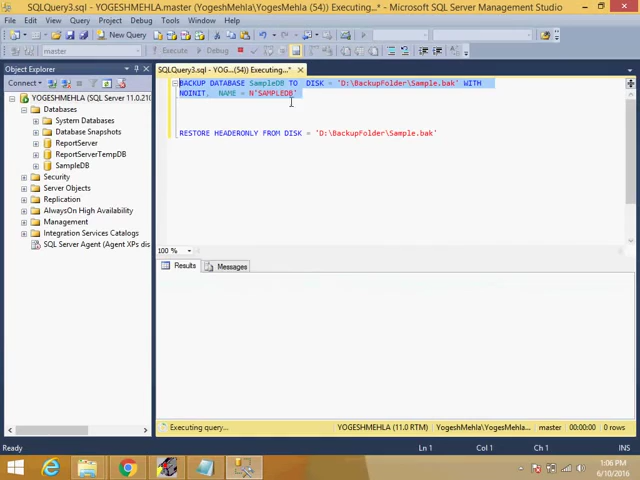 SQLQuery3.sql - YOGESHMEHLA.master (YogeshMehla\YogesMehla (54)) Executing...* - Microsoft SQL Server Management Studio
File Edit View Query Project Debug Tools Window Help
New Query
master Execute Debug
Object Explorer
Connect
YOGESHMEHLA (SQL Server 11.0.210
Databases
System Databases
Database Snapshots
ReportServer
ReportServerTempDB
SampleDB
Security
Server Objects
Replication
AlwaysOn High Availability
Management
Integration Services Catalogs
SQL Server Agent (Agent XPs dis
SQLQuery3.sql - YOG...(54)) Executing...*
BACKUP DATABASE SampleDB TO DISK = 'D:\BackupFolder\Sample.bak' WITH
NOINIT, NAME = N'SAMPLEDB'
RESTORE HEADERONLY FROM DISK = 'D:\BackupFolder\Sample.bak'
100 %
Results Messages
Executing query... YOGESHMEHLA (11.0 RTM) YogeshMehla\YogesMehla... master 00:00:00 0 rows
Ready Ln 1 Col 1 Ch 1 INS
1:06 PM
6/10/2016